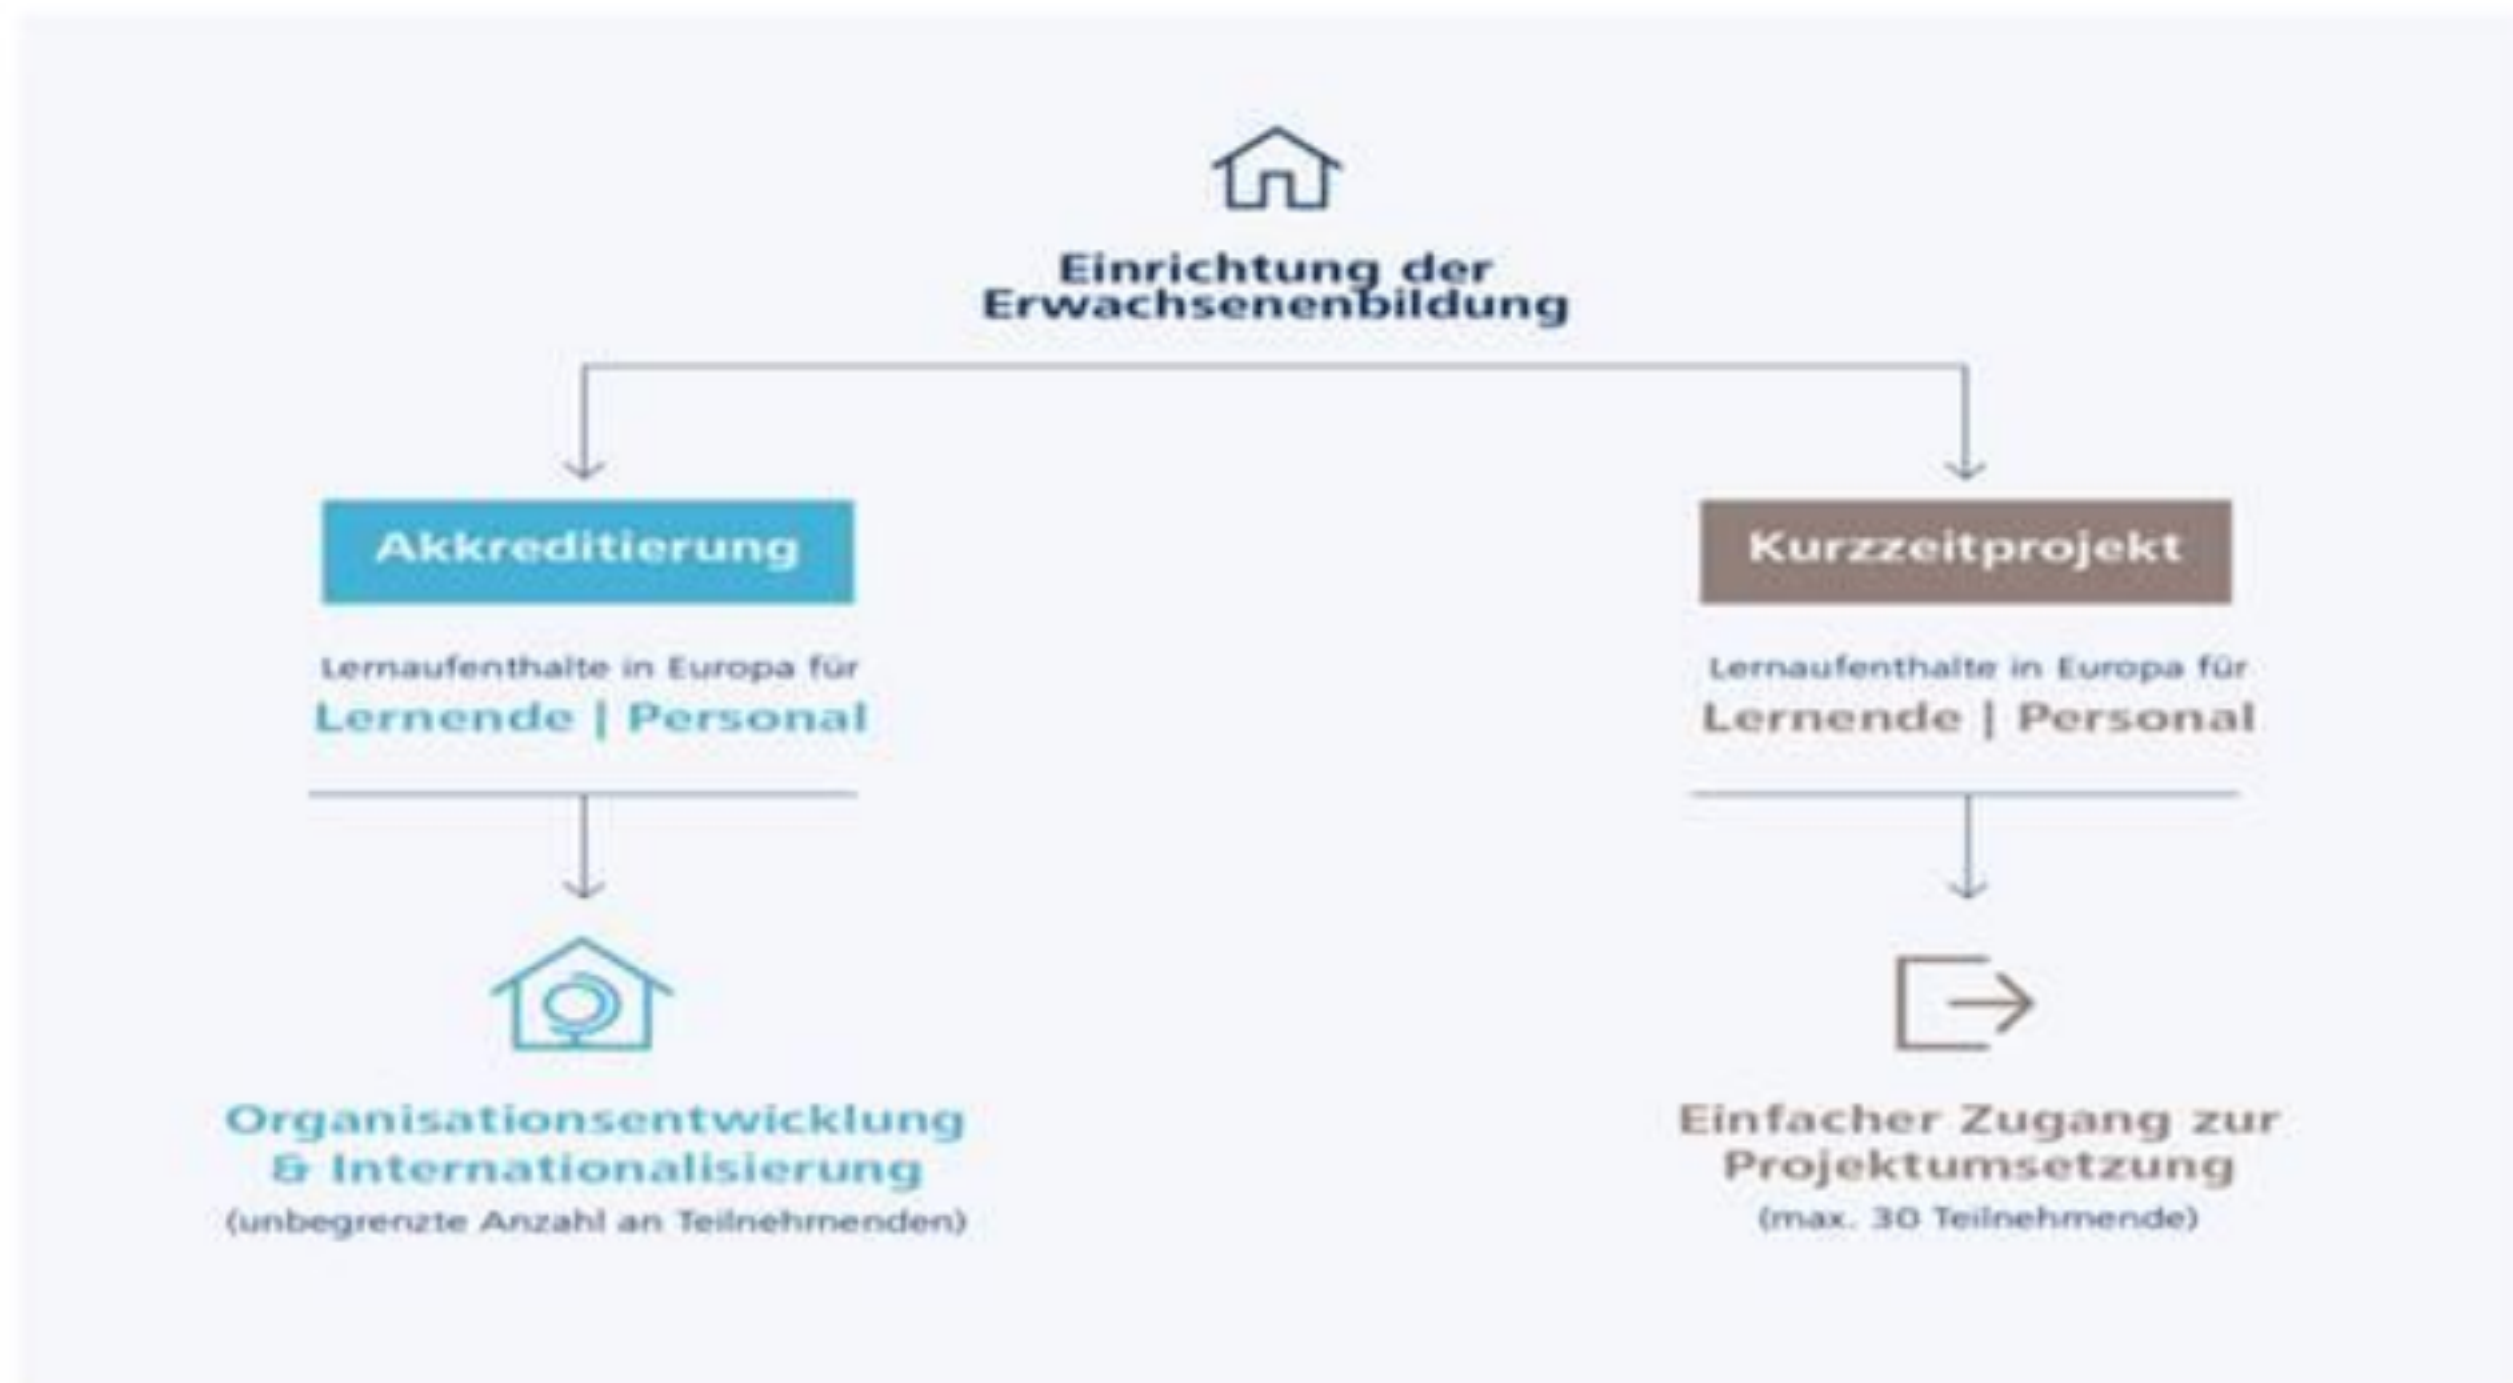 Einrichtung der
Erwachsenenbildung
Akkreditierung
Lernaufenthalte in Europa für
Lernende | Personal
Organisationsentwicklung
& Internationalisierung
(unbegrenzte Anzahl an Teilnehmenden)
Kurzzeitprojekt
Lernaufenthalte in Europa für
Lernende | Personal
Einfacher Zugang zur
Projektumsetzung
(max. 30 Teilnehmende)